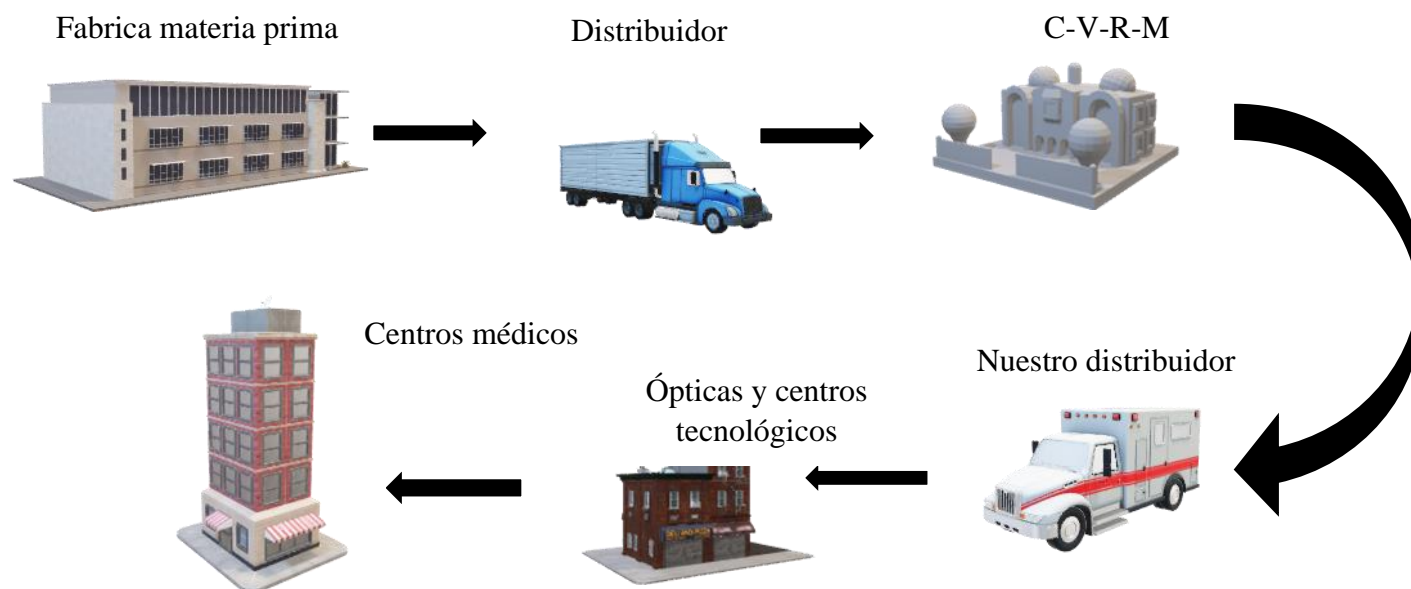 Fabrica materia prima
Distribuidor
C-V-R-M
Centros médicos
Nuestro distribuidor
Ópticas y centros
tecnológicos